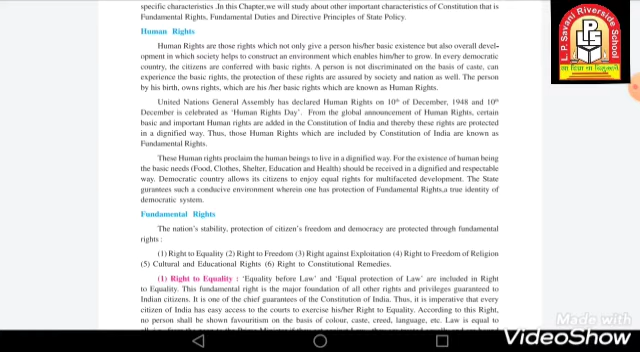 specific characteristics .In this Chapter,we will study about other important characteristics of Constitution that is
Fundamental Rights, Fundamental Duties and Directive Principles of State Policy.
Human Rights
Human Rights are those rights which not only give a person his/her basic existence but also overall devel-
opment in which society helps to construct an environment which enables him/her to grow. In every democratic
country, the citizens are conferred with basic rights. A person is not discriminated on the basis of caste, can
experience the basic rights, the protection of these rights are assured by society and nation as well. The person
by his birth, owns rights, which are his /her basic rights which are known as Human Rights.
United Nations General Assembly has declared Human Rights on 10th of December, 1948 and 10th
December is celebrated as 'Human Rights Day'. From the global announcement of Human Rights, certain
basic and important Human rights are added in the Constitution of India and thereby these rights are protected
in a dignified way. Thus, those Human Rights which are included by Constitution of India are known as
Fundamental Rights.
These Human rights proclaim the human beings to live in a dignified way. For the existence of human being
the basic needs (Food, Clothes, Shelter, Education and Health) should be received in a dignified and respectable
way. Democratic country allows its citizens to enjoy equal rights for multifaceted development. The State
gurantees such a conducive environment wherein one has protection of Fundamental Rights,a true identity of
democratic system.
Fundamental Rights
The nation's stability, protection of citizen's freedom and democracy are protected through fundamental
rights :
(1) Right to Equality (2) Right to Freedom (3) Right against Exploitation (4) Right to Freedom of Religion
(5) Cultural and Educational Rights (6) Right to Constitutional Remedies.
(1) Right to Equality : 'Equality before Law' and 'Equal protection of Law' are included in Right
to Equality. This fundamental right is the major foundation of all other rights and privileges guaranteed to
Indian citizens. It is one of the chief guarantees of the Constitution of India. Thus, it is imperative that every
citizen of India has easy access to the courts to exercise his/her Right to Equality. According to this Right,
no person shall be shown favouritism on the basis of colour, caste, creed, language, etc. Law is equal to
L. P. Savani Riverside School
Made with
VideoShow